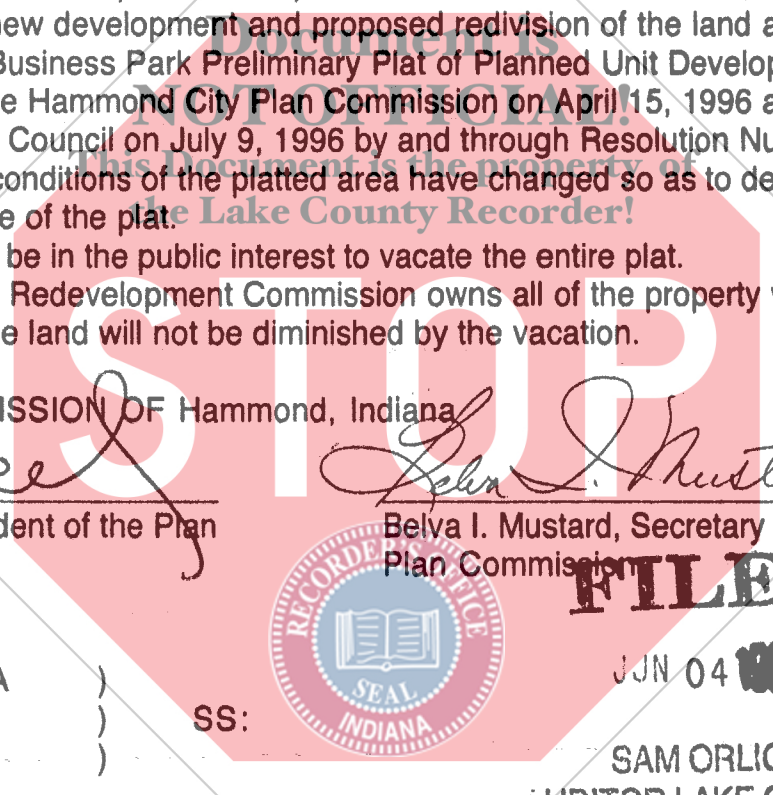 new development and proposed redivision of the land a
Business Park Preliminary Plat of Planned Unit Develop
e Hammond City Plan Commission on April 15, 1996 a
Council on July 9, 1996 by and through Resolution Nu
conditions of the platted area have changed so as to de
e of the plat.
be in the public interest to vacate the entire plat.
Redevelopment Commission owns all of the property
e land will not be diminished by the vacation.
Document is
NOT OFFICIAL!
This Document is the property of
the Lake County Recorder!
STOP
ISSION OF Hammond, Indiana
Belva I. Must
dent of the Plan
Belva I. Mustard, Secretary
Plan Commission
FILE
RECORDER'S OFFICE
SEAL
INDIANA
JUN 04
A )
) SS:
)
SAM ORLIC
AUDITOR LAKE